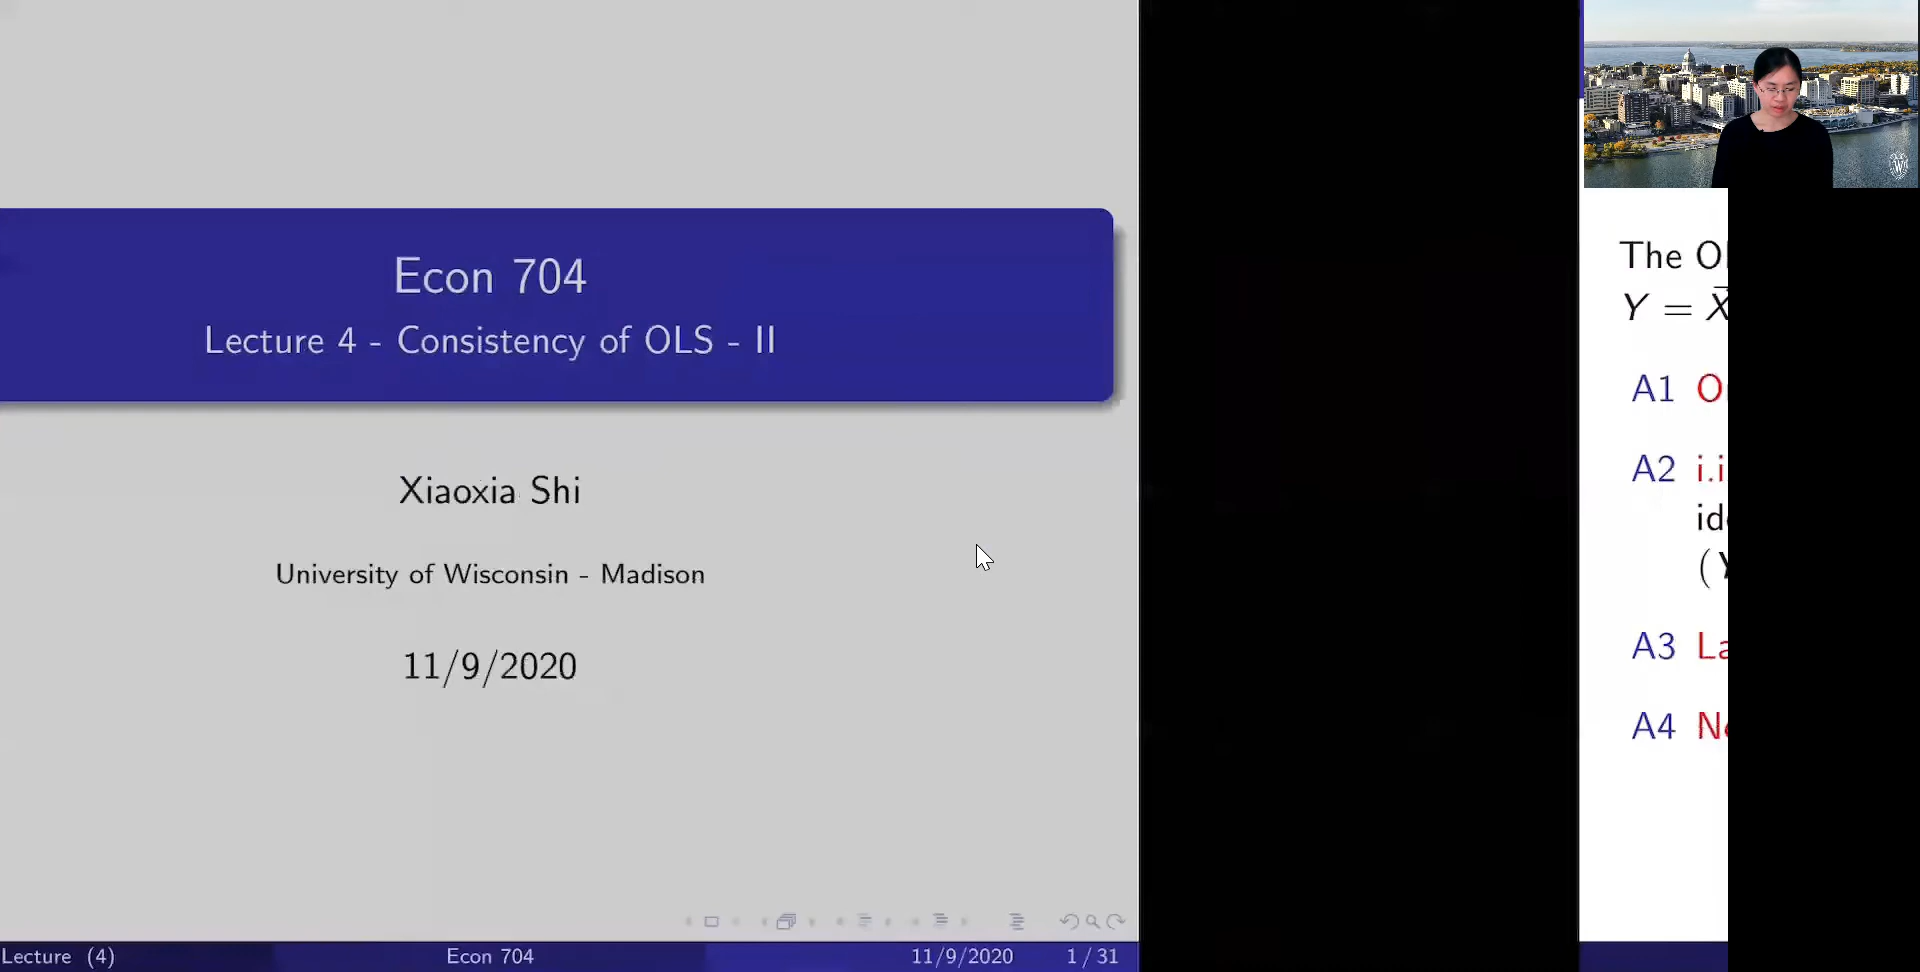 Econ 704
Lecture 4 - Consistency of OLS - II
Xiaoxia Shi
University of Wisconsin - Madison
11/9/2020
Lecture (4)
Econ 704
11/9/2020
1 / 31
The
Y =
A1
A2 i.i
A3
A4
W